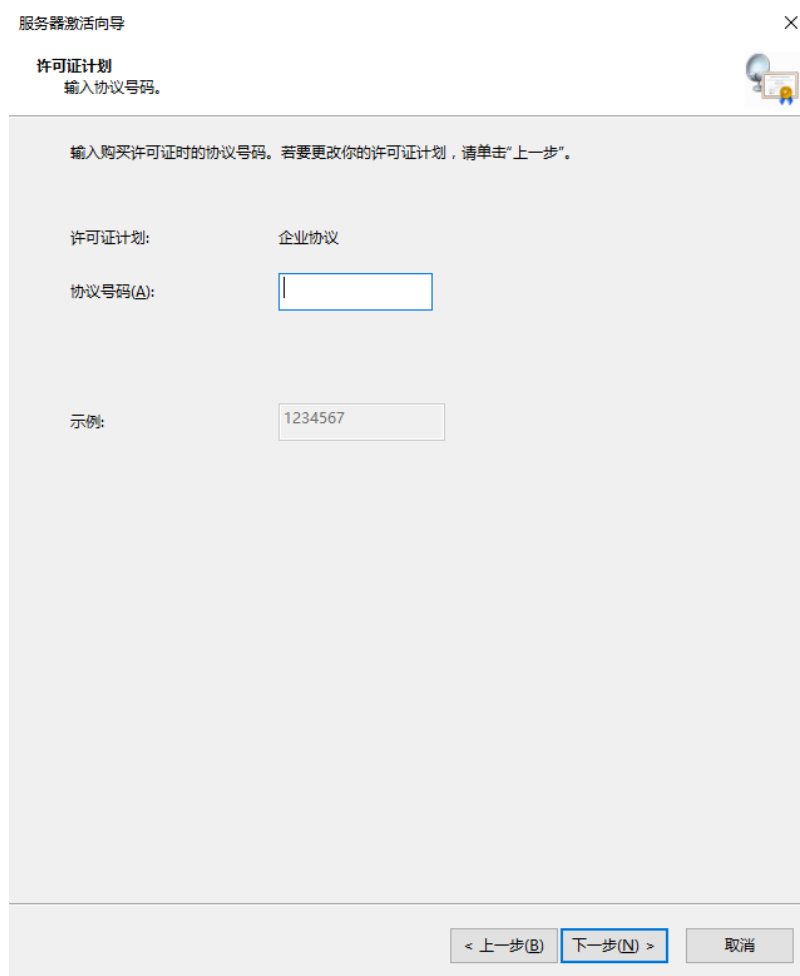 服务器激活向导
许可证计划
输入协议号码。
输入购买许可证时的协议号码。若要更改你的许可证计划，请单击“上一步”。
许可证计划: 企业协议
协议号码(A):
示例: 1234567
< 上一步(B) 下一步(N) > 取消